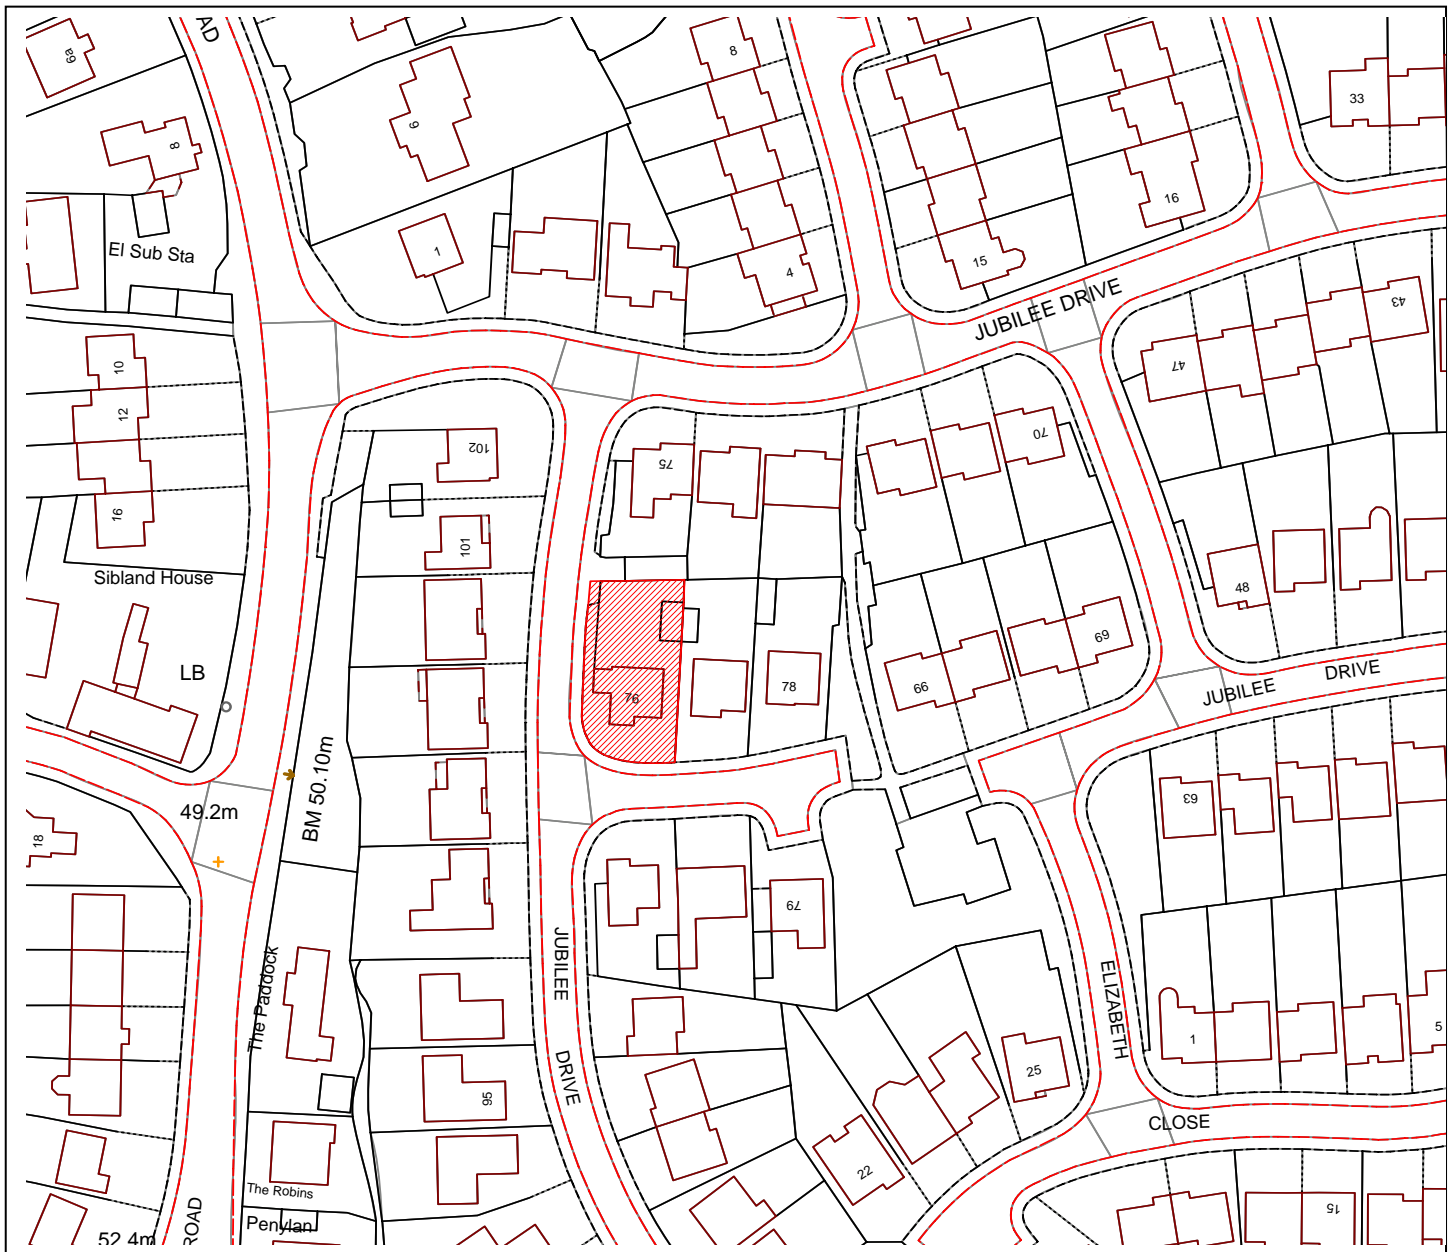 AD
6a
8
9
8
33
16
El Sub Sta
1
4
15
JUBILEE DRIVE
43
47
10
12
16
102
101
75
70
Sibland House
LB
76
78
66
69
48
JUBILEE DRIVE
BM 50.10m
49.2m
18
63
79
JUBILEE
DRIVE
The Paddock
ELIZABETH
1
5
25
95
CLOSE
22
The Robins
Penylan
52.4m
ROAD
15